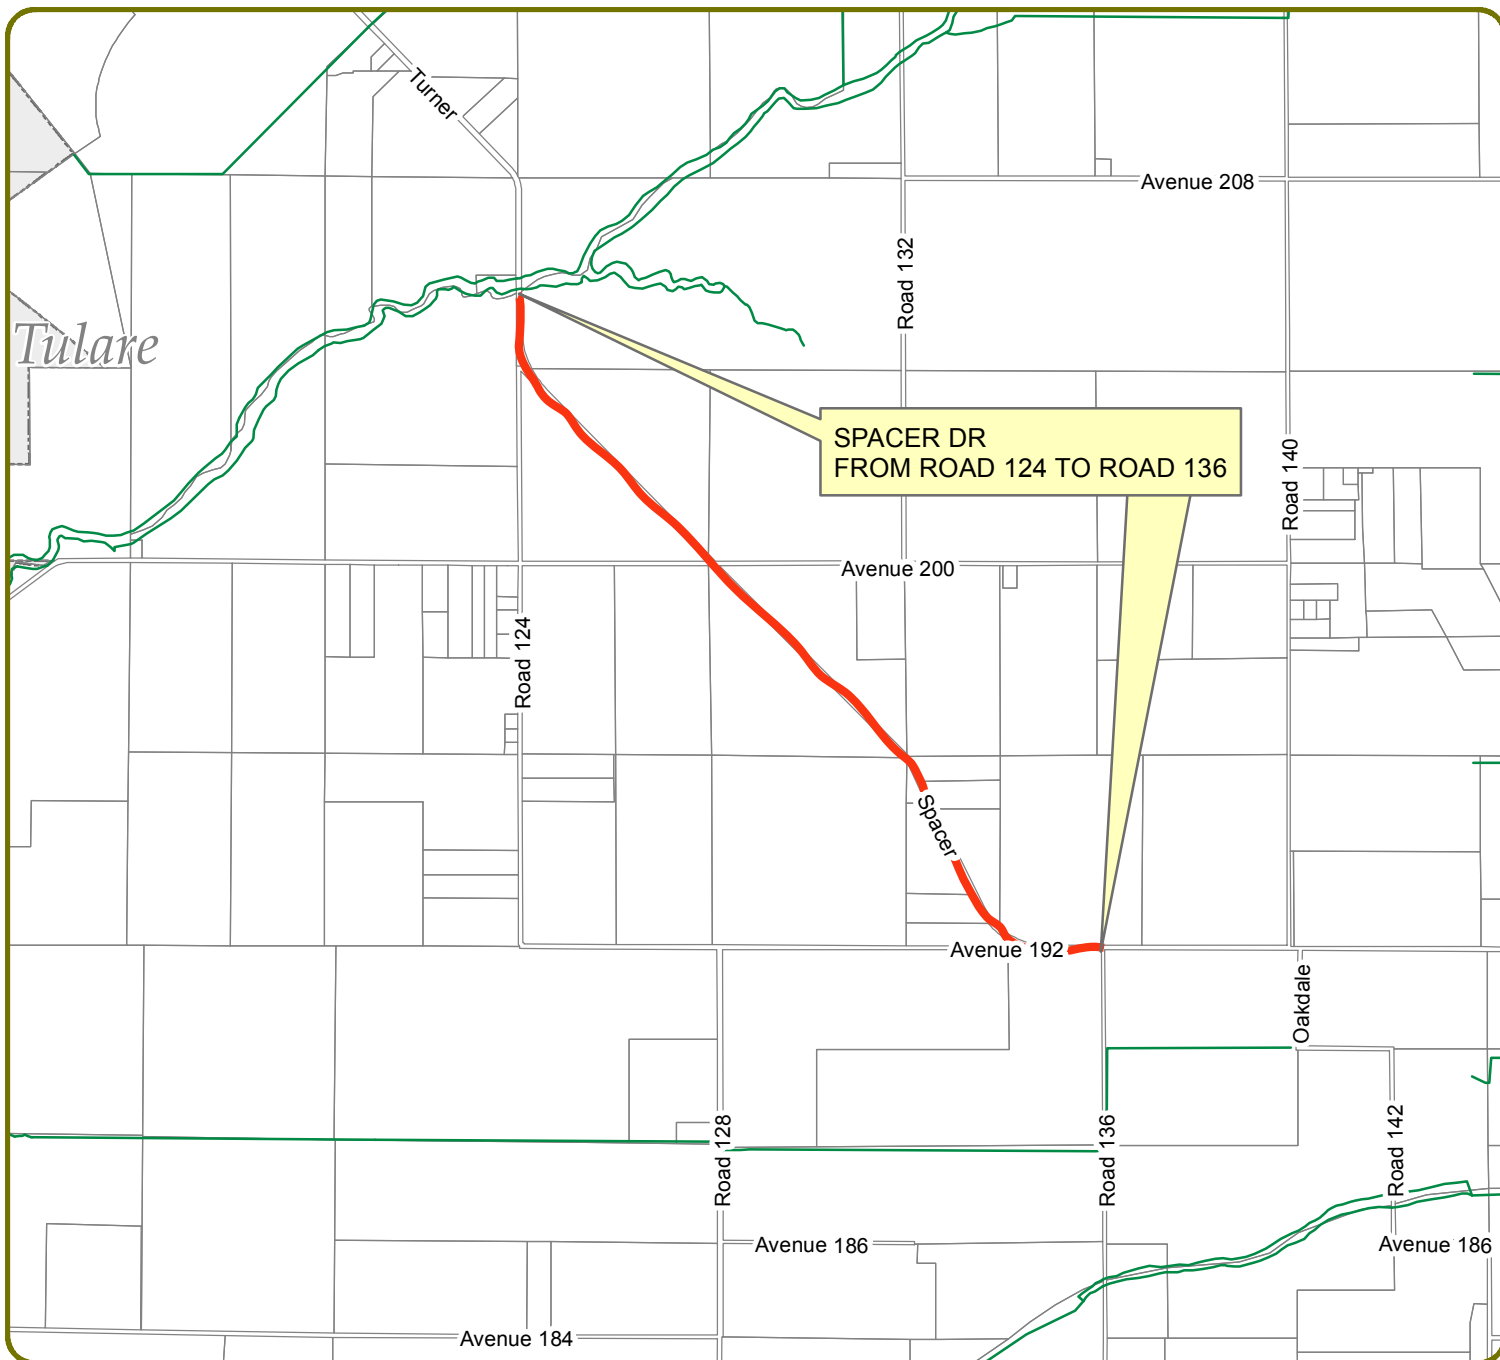 Turner
Avenue 208
Road 132
Tulare
SPACER DR
FROM ROAD 124 TO ROAD 136
Road 140
Avenue 200
Road 124
Spacer
Avenue 192
Oakdale
Road 128
Road 136
Road 142
Avenue 186
Avenue 186
Avenue 184